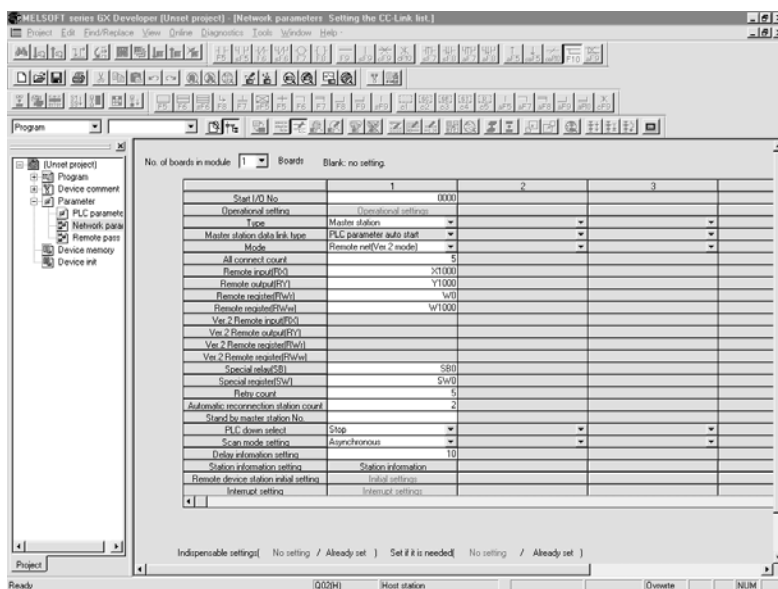 MELSOFT series GX Developer (Unset project) - [Network parameters Setting the CC-Link list.]
Project Edit Find/Replace View Online Diagnostics Tools Window Help
Program
No. of boards in module 1 Boards Blank: no setting.
(Unset project)
Program
Device comment
Parameter
PLC paramete
Network parar
Remote pass
Device memory
Device init
1 2 3
Start I/O No 0000
Operational setting Operational settings
Type Master station
Master station data link type PLC parameter auto start
Mode Remote net(Ver.2 mode)
All connect count 5
Remote input(RX) X1000
Remote output(RY) Y1000
Remote register(RWr) W0
Remote register(RWw) W1000
Ver.2 Remote input(RX)
Ver.2 Remote output(RY)
Ver.2 Remote register(RWr)
Ver.2 Remote register(RWw)
Special relay(SB) SB0
Special register(SW) SW0
Retry count 5
Automatic reconnection station count 2
Stand by master station No.
PLC down select Stop
Scan mode setting Asynchronous
Delay infomation setting 10
Station infomation setting Station information
Remote device station initial setting Initial settings
Interrupt setting Interrupt settings
Indispensable settings( No setting / Already set ) Set if it is needed( No setting / Already set )
Project
Ready Q02(H) Host station Ovrwrte NUM